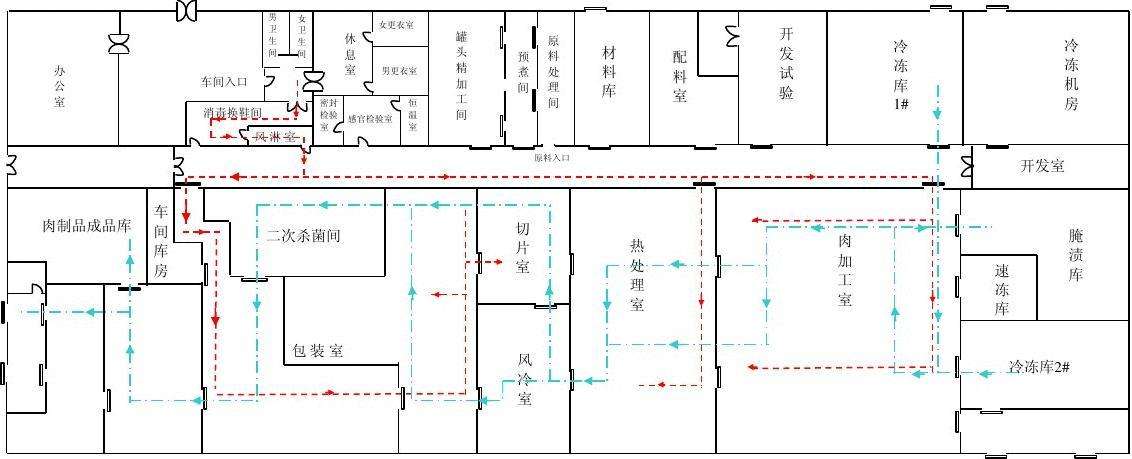 办公室
车间入口
男卫生间
女卫生间
消毒换鞋间
风淋室
休息室
女更衣室
男更衣室
密封检验室
感官检验室
恒温室
罐头精加工间
预煮间
原料处理间
材料库
配料室
开发试验
冷冻库1#
冷冻机房
原料入口
开发室
肉制品成品库
车间库房
二次杀菌间
包装室
切片室
风冷室
热处理室
肉加工室
腌渍库
速冻库
冷冻库2#